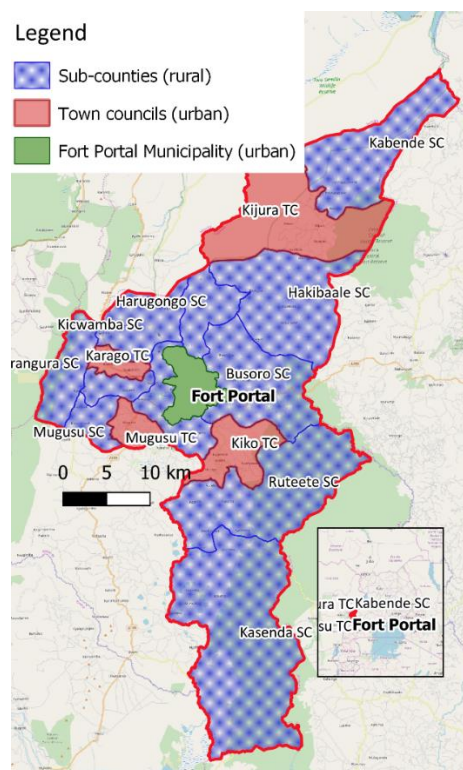 Legend
Sub-counties (rural)
Town councils (urban)
Fort Portal Municipality (urban)
Kabende SC
Kijura TC
Hakibaale SC
Harugongo SC
Kicwamba SC
Karago TC
rangura SC
Busoro SC
Fort Portal
Mugusu SC
Mugusu TC
Kiko TC
0 5 10 km
Ruteete SC
Kasenda SC
ura TC
Kabende SC
su TC
Fort Portal